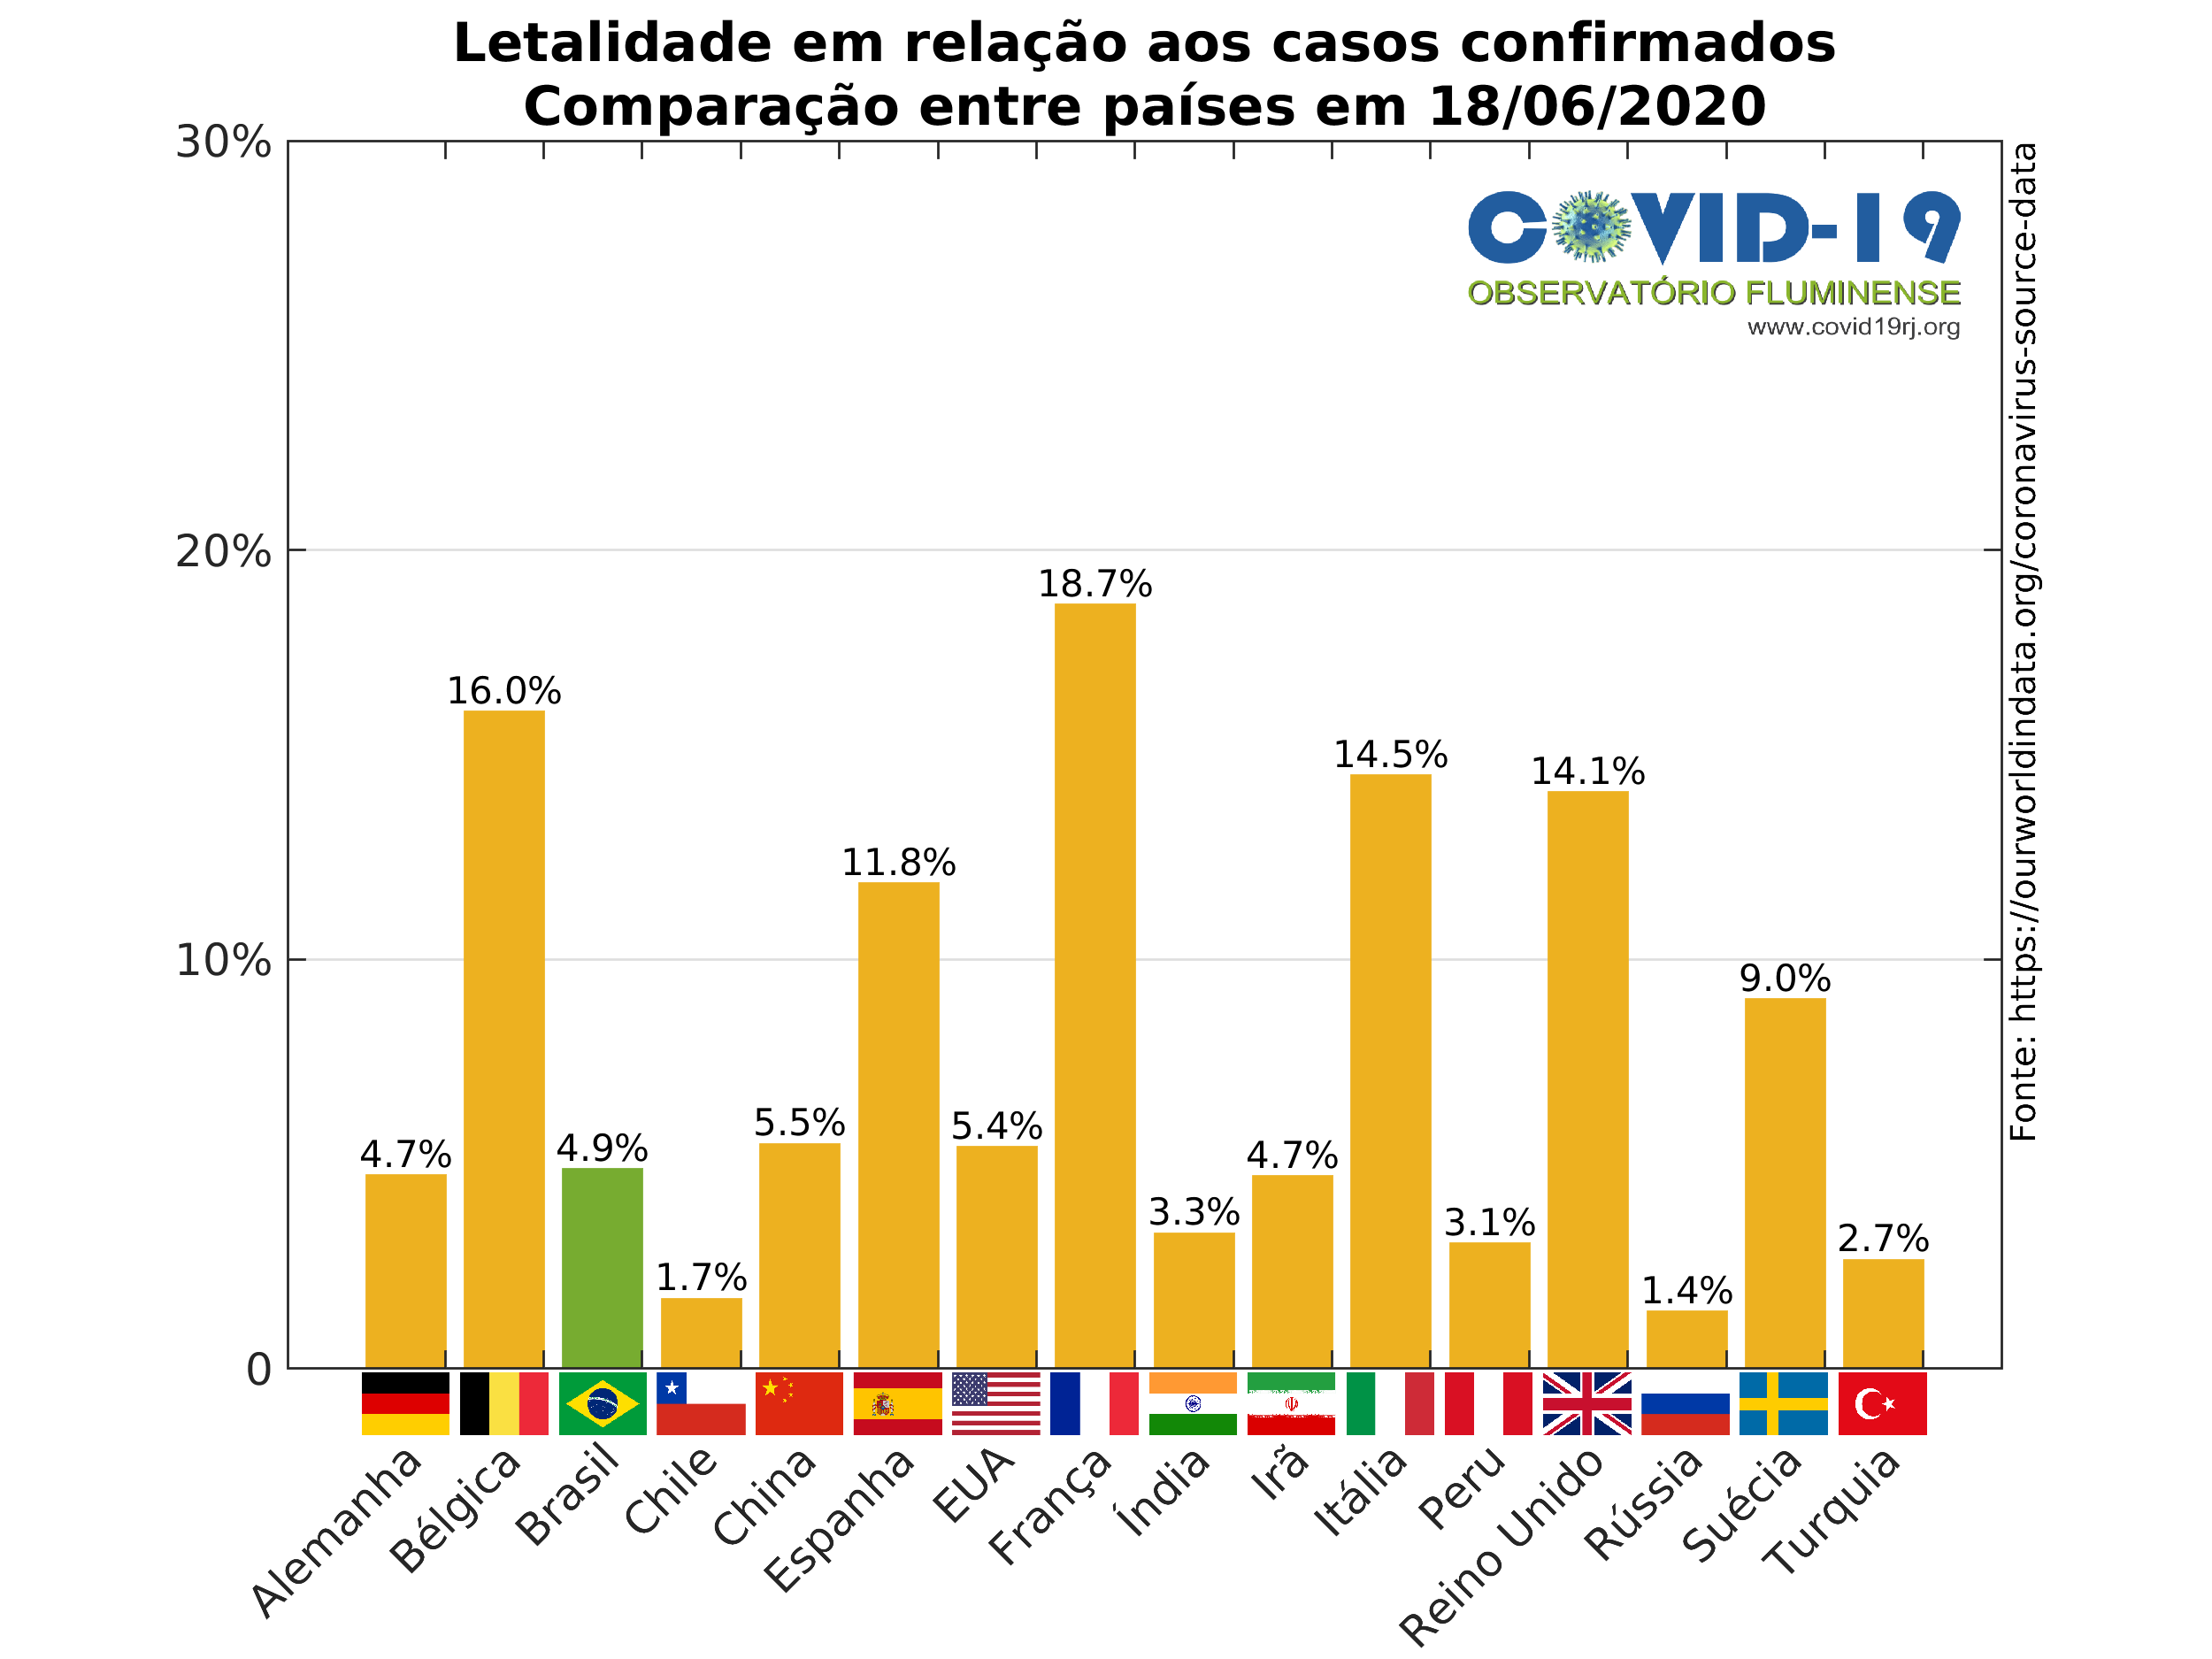 Letalidade em relação aos casos confirmados
Comparação entre países em 18/06/2020
30%
20%
10%
0
COVID-19
OBSERVATÓRIO FLUMINENSE
www.covid19rj.org
Fonte: https://ourworldindata.org/coronavirus-source-data
4.7%
16.0%
4.9%
1.7%
5.5%
11.8%
5.4%
18.7%
3.3%
4.7%
14.5%
3.1%
14.1%
1.4%
9.0%
2.7%
Alemanha
Bélgica
Brasil
Chile
China
Espanha
EUA
França
Índia
Irã
Itália
Peru
Reino Unido
Rússia
Suécia
Turquia